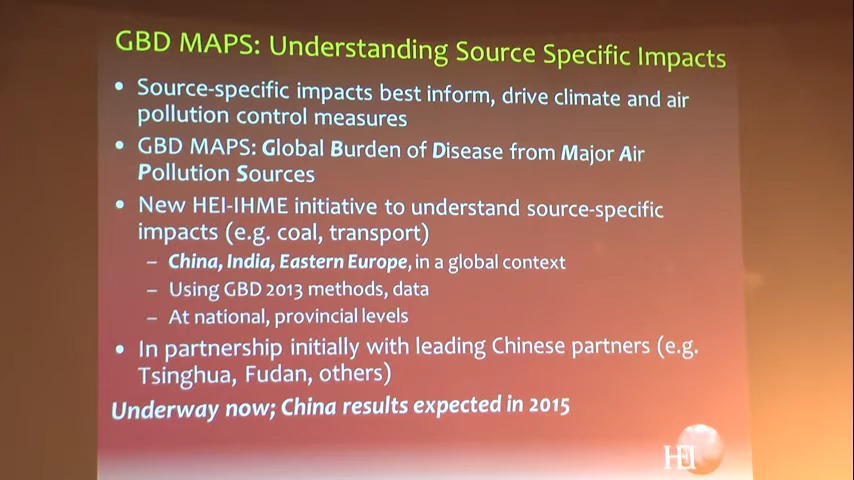 GBD MAPS: Understanding Source Specific Impacts
• Source-specific impacts best inform, drive climate and air
pollution control measures
• GBD MAPS: Global Burden of Disease from Major Air
Pollution Sources
• New HEI-IHME initiative to understand source-specific
impacts (e.g. coal, transport)
– China, India, Eastern Europe, in a global context
– Using GBD 2013 methods, data
– At national, provincial levels
• In partnership initially with leading Chinese partners (e.g.
Tsinghua, Fudan, others)
Underway now; China results expected in 2015
HEI